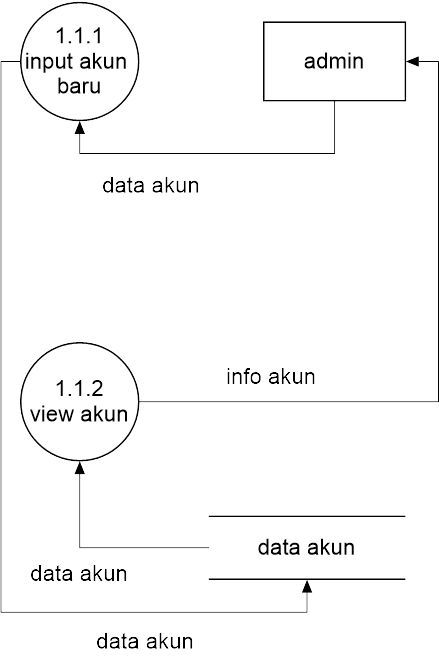 1.1.1
input akun
baru
admin
data akun
info akun
1.1.2
view akun
data akun
data akun
data akun